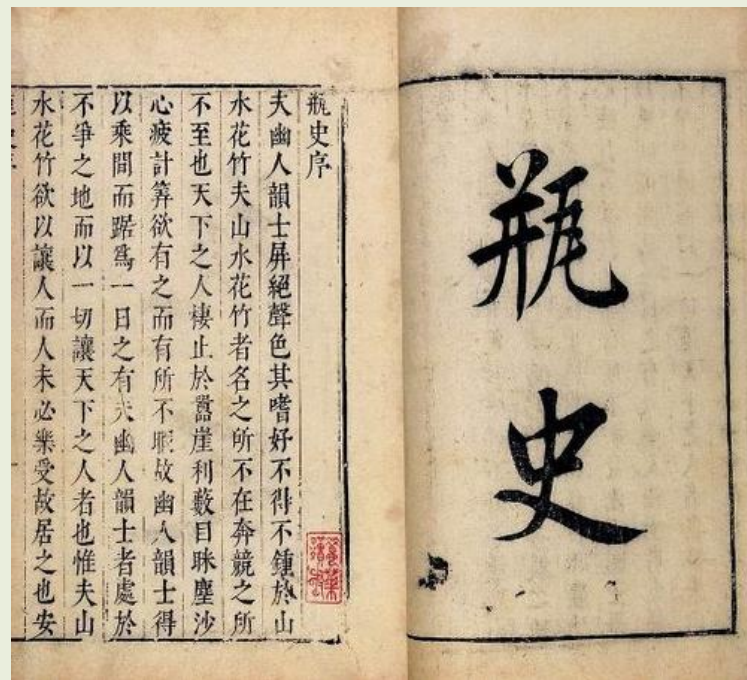 瓶史
瓶史序
夫幽人韻士屏絕聲色其嗜好不得不鍾於山
水花竹夫山水花竹者名之所不在奔競之所
不至也天下之人棲止於囂崖利藪目眯塵沙
心疲計筭欲有之而有所不暇故幽人韻士得
以乘間而踞爲一日之有夫幽人韻士者處於
不爭之地而以一切讓天下之人者也惟夫山
水花竹欲以讓人而人未必樂受故居之也安